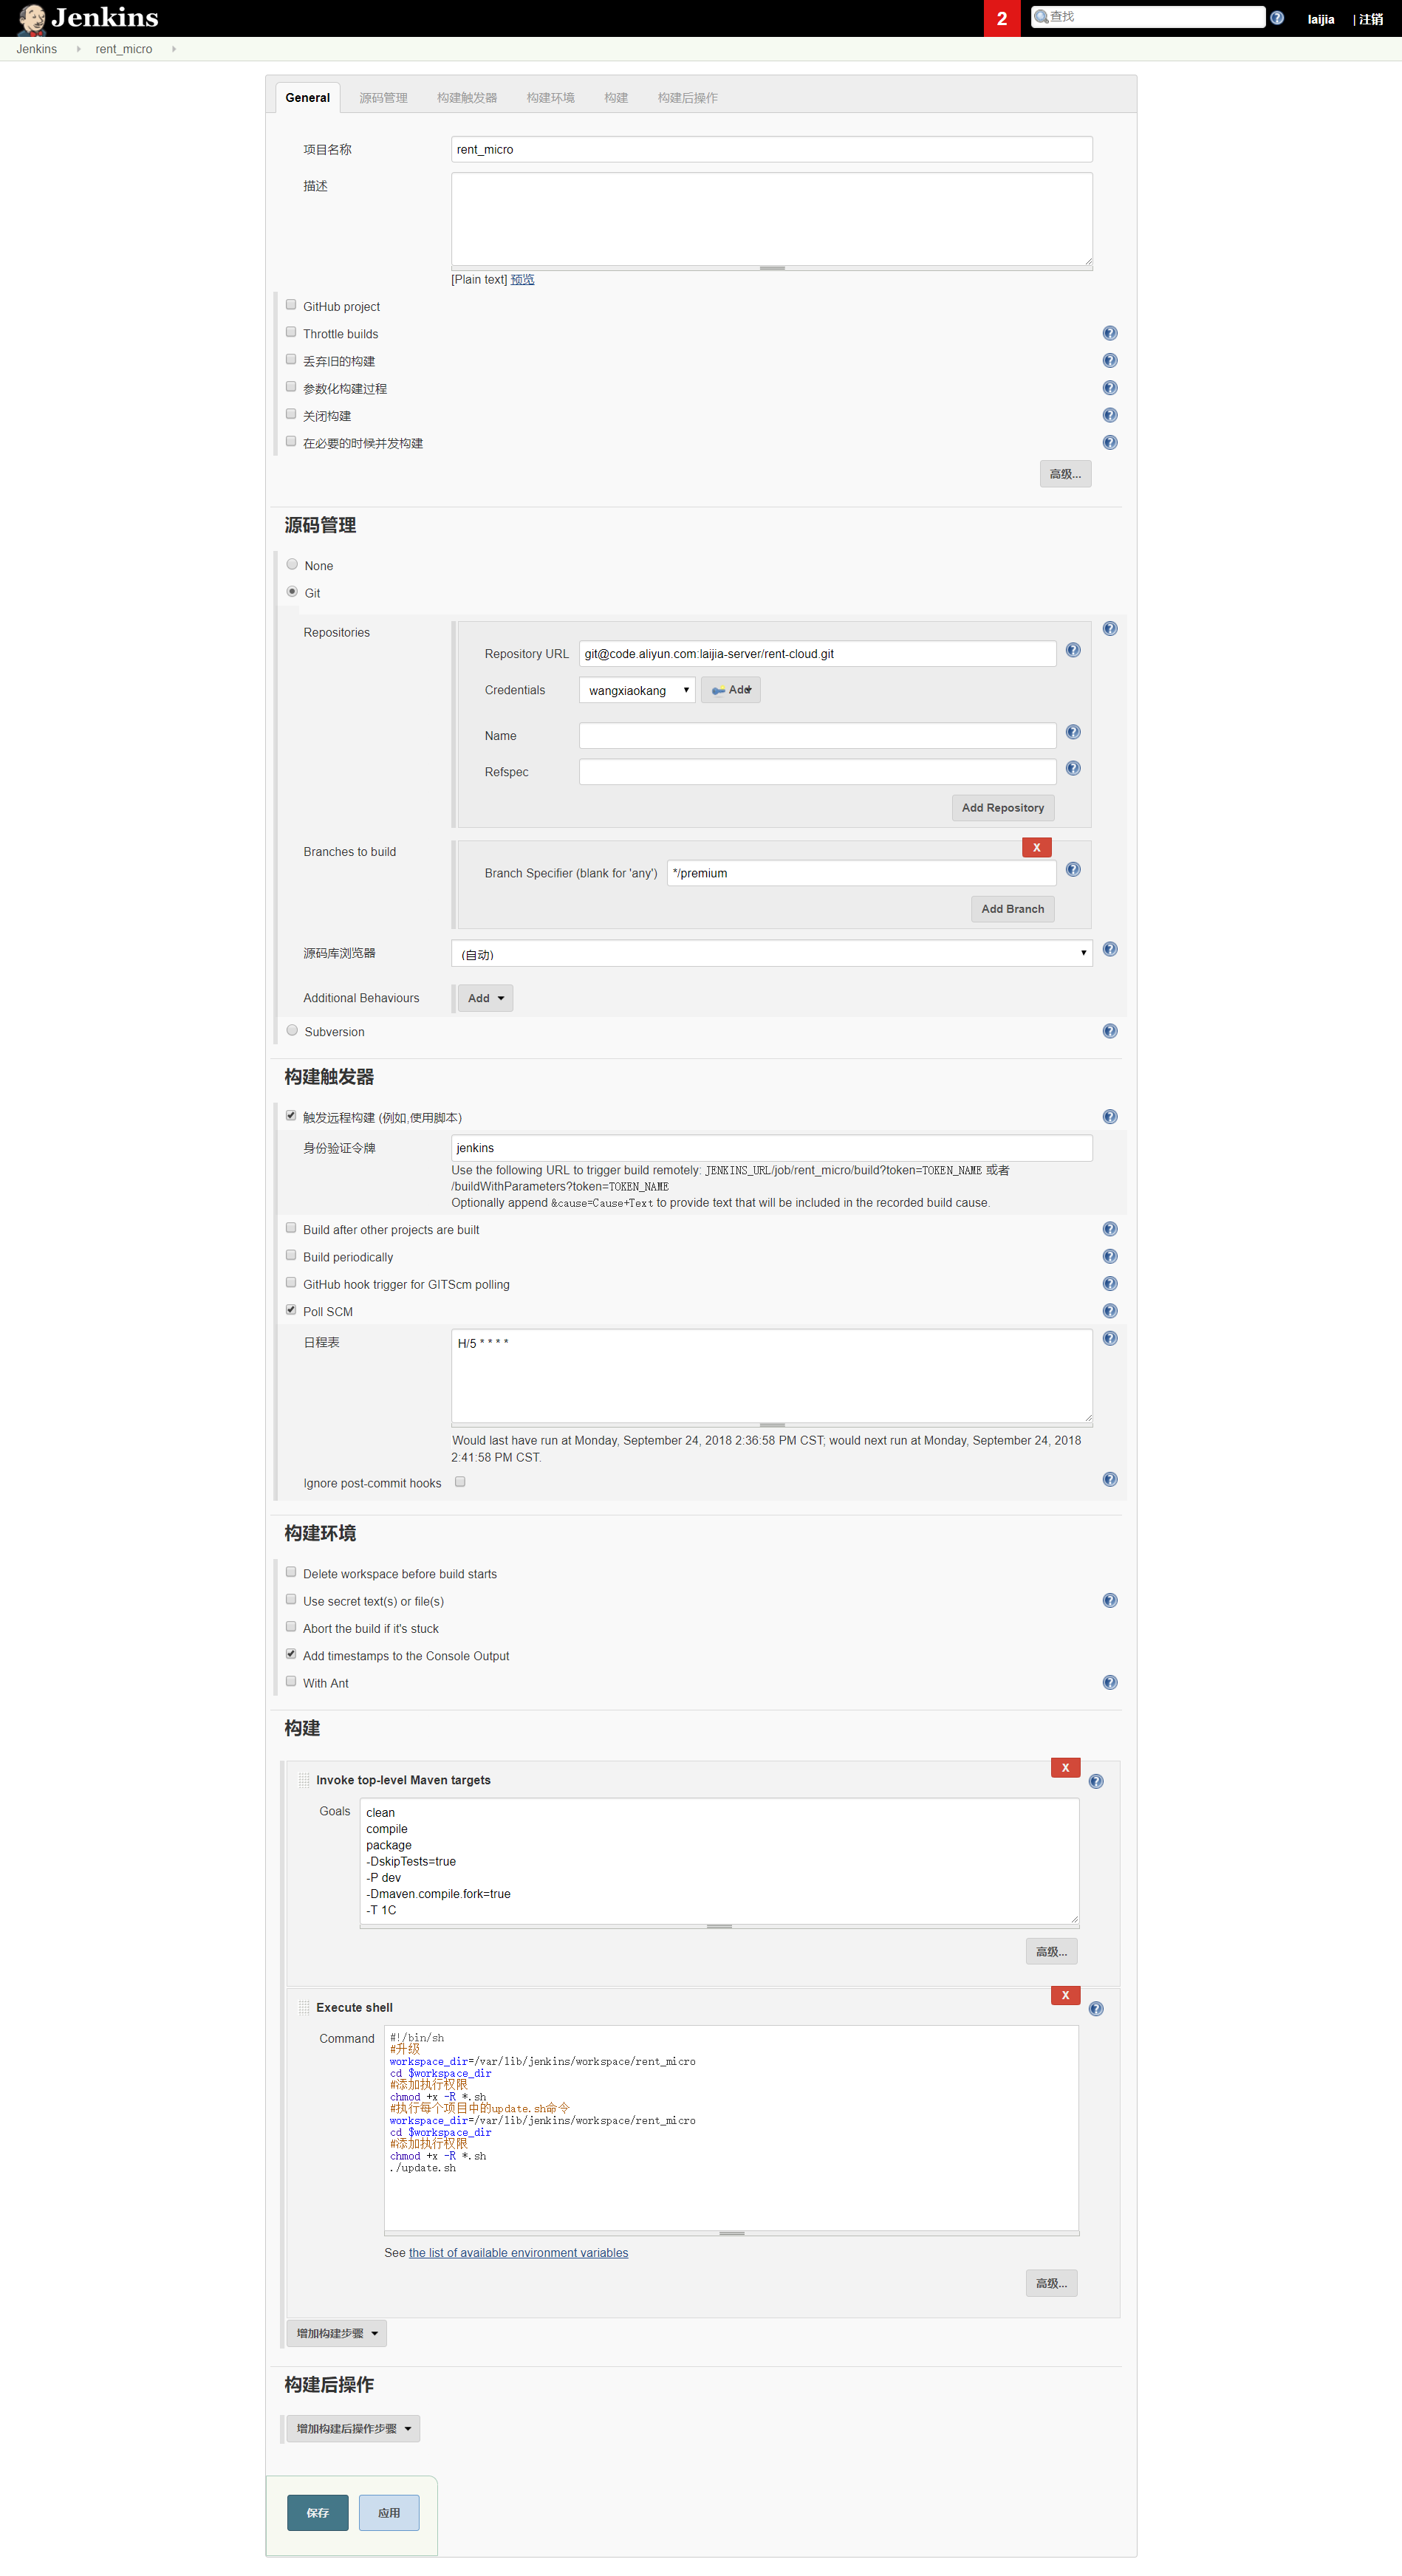 Jenkins
2
查找
laijia
| 注销
Jenkins
rent_micro
General
源码管理
构建触发器
构建环境
构建
构建后操作
项目名称
rent_micro
描述
[Plain text] 预览
GitHub project
Throttle builds
丢弃旧的构建
参数化构建过程
关闭构建
在必要的时候并发构建
高级...
源码管理
None
Git
Repositories
Repository URL
git@code.aliyun.com:laijia-server/rent-cloud.git
Credentials
wangxiaokang
Add
Name
Refspec
Add Repository
Branches to build
X
Branch Specifier (blank for 'any')
*/premium
Add Branch
源码库浏览器
(自动)
Additional Behaviours
Add
Subversion
构建触发器
触发远程构建 (例如,使用脚本)
身份验证令牌
jenkins
Use the following URL to trigger build remotely: JENKINS_URL/job/rent_micro/build?token=TOKEN_NAME 或者
/buildWithParameters?token=TOKEN_NAME
Optionally append &cause=Cause+Text to provide text that will be included in the recorded build cause.
Build after other projects are built
Build periodically
GitHub hook trigger for GITScm polling
Poll SCM
日程表
H/5 * * * *
Would last have run at Monday, September 24, 2018 2:36:58 PM CST; would next run at Monday, September 24, 2018
2:41:58 PM CST.
Ignore post-commit hooks
构建环境
Delete workspace before build starts
Use secret text(s) or file(s)
Abort the build if it's stuck
Add timestamps to the Console Output
With Ant
构建
X
Invoke top-level Maven targets
Goals
clean
compile
package
-DskipTests=true
-P dev
-Dmaven.compile.fork=true
-T 1C
高级...
X
Execute shell
Command
#!/bin/sh
#升级
workspace_dir=/var/lib/jenkins/workspace/rent_micro
cd $workspace_dir
#添加执行权限
chmod +x -R *.sh
#执行每个项目中的update.sh命令
workspace_dir=/var/lib/jenkins/workspace/rent_micro
cd $workspace_dir
#添加执行权限
chmod +x -R *.sh
./update.sh
See the list of available environment variables
高级...
增加构建步骤
构建后操作
增加构建后操作步骤
保存
应用